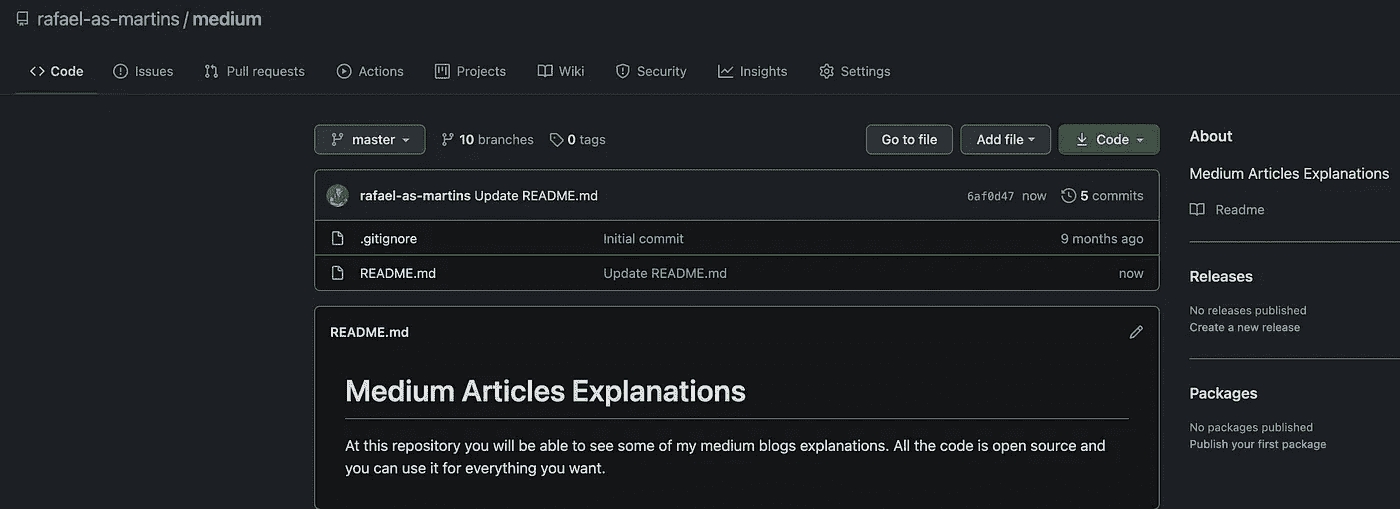 rafael-as-martins / medium
Code Issues Pull requests Actions Projects Wiki Security Insights Settings
master 10 branches 0 tags Go to file Add file Code
rafael-as-martins Update README.md 6af0d47 now 5 commits
.gitignore Initial commit 9 months ago
README.md Update README.md now
README.md
Medium Articles Explanations
At this repository you will be able to see some of my medium blogs explanations. All the code is open source and
you can use it for everything you want.
About
Medium Articles Explanations
Readme
Releases
No releases published
Create a new release
Packages
No packages published
Publish your first package